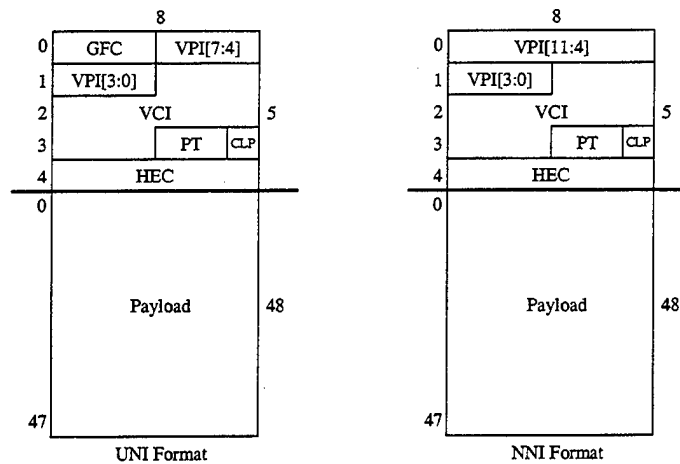 8
0 GFC VPI[7:4]
1 VPI[3:0]
2 VCI 5
3 PT CLP
4 HEC
0
Payload 48
47
UNI Format
8
0 VPI[11:4]
1 VPI[3:0]
2 VCI 5
3 PT CLP
4 HEC
0
Payload 48
47
NNI Format